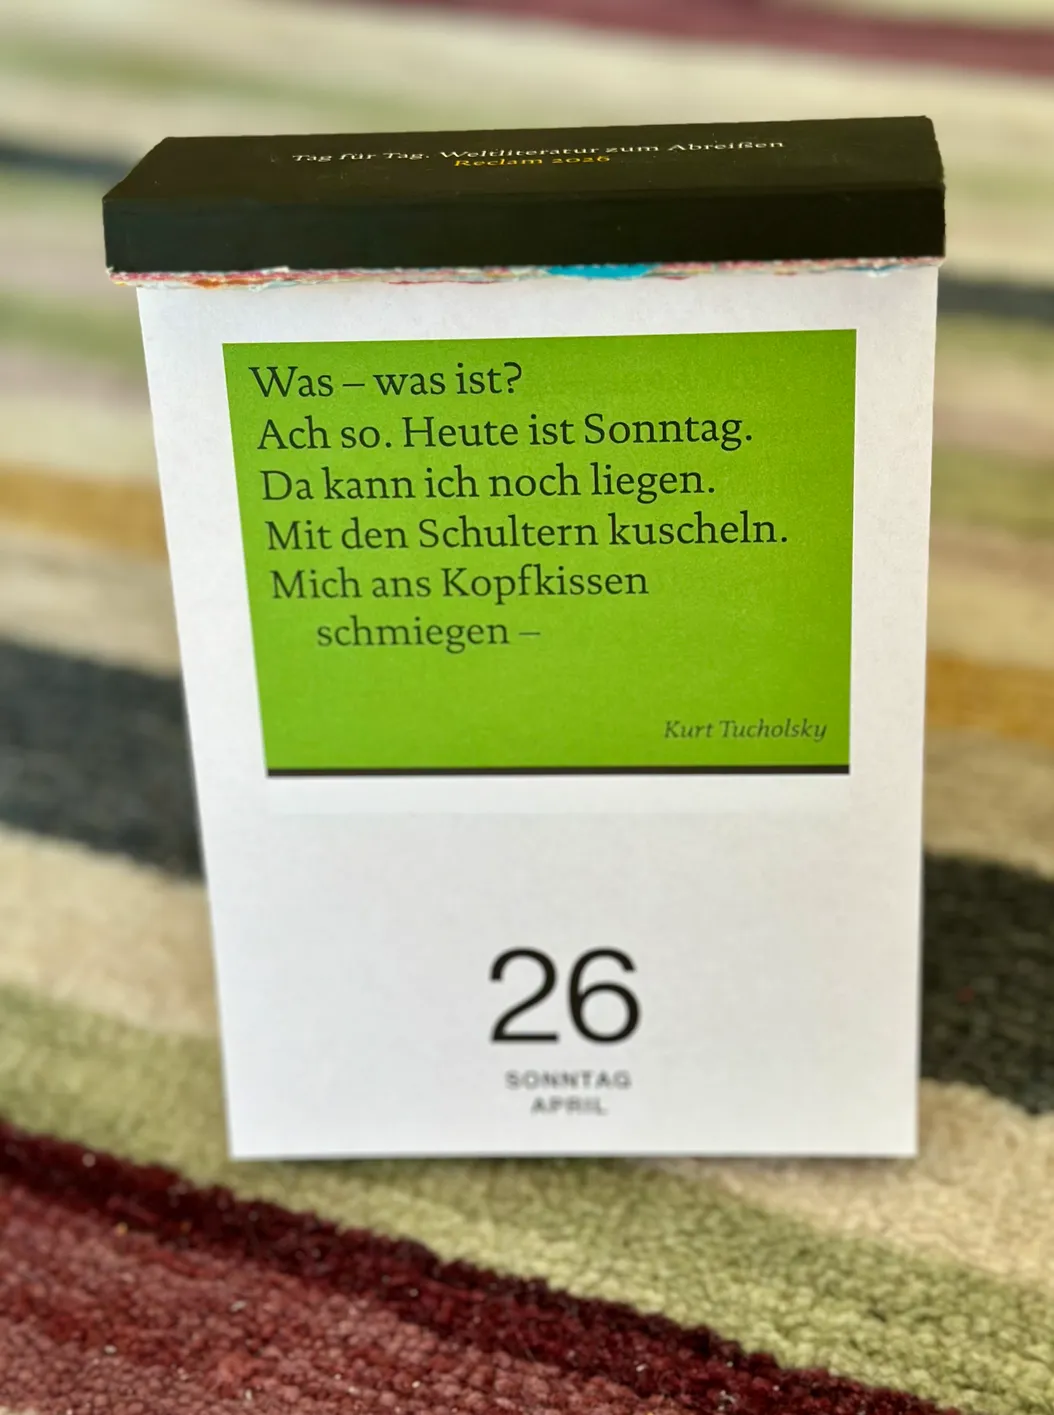 Tag für Tag. Weltliteratur zum Abreißen
Reclam 2026
Was – was ist?
Ach so. Heute ist Sonntag.
Da kann ich noch liegen.
Mit den Schultern kuscheln.
Mich ans Kopfkissen
schmiegen –
Kurt Tucholsky
26
SONNTAG
APRIL